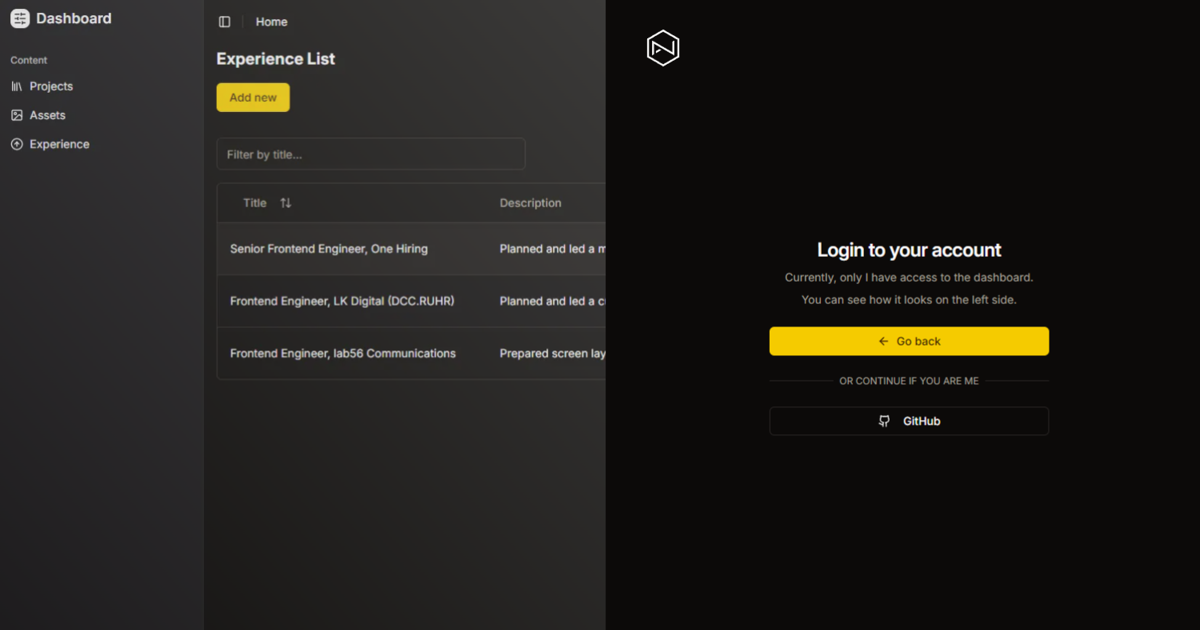 Dashboard
Content
Projects
Assets
Experience
Home
Experience List
Add new
Filter by title...
Title Description
Senior Frontend Engineer, One Hiring Planned and led a
Frontend Engineer, LK Digital (DCC.RUHR) Planned and led a
Frontend Engineer, lab56 Communications Prepared screen
Login to your account
Currently, only I have access to the dashboard.
You can see how it looks on the left side.
Go back
OR CONTINUE IF YOU ARE ME
GitHub